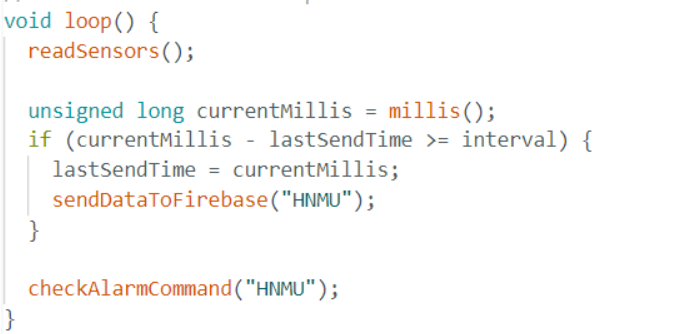 void loop() {
readSensors();
unsigned long currentMillis = millis();
if (currentMillis - lastSendTime >= interval) {
lastSendTime = currentMillis;
sendDataToFirebase("HNMU");
}
checkAlarmCommand("HNMU");
}